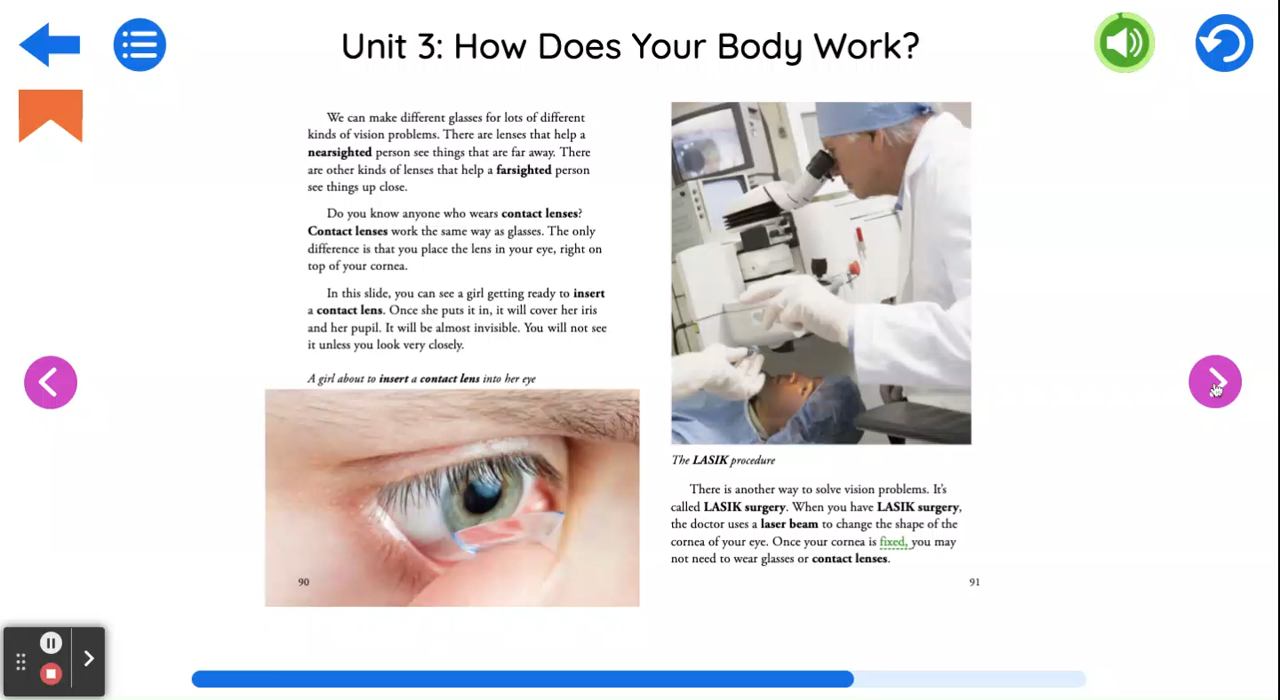 Unit 3: How Does Your Body Work?
We can make different glasses for lots of different
kinds of vision problems. There are lenses that help a
nearsighted person see things that are far away. There
are other kinds of lenses that help a farsighted person
see things up close.
Do you know anyone who wears contact lenses?
Contact lenses work the same way as glasses. The only
difference is that you place the lens in your eye, right on
top of your cornea.
In this slide, you can see a girl getting ready to insert
a contact lens. Once she puts it in, it will cover her iris
and her pupil. It will be almost invisible. You will not see
it unless you look very closely.
A girl about to insert a contact lens into her eye
90
The LASIK procedure
There is another way to solve vision problems. It's
called LASIK surgery. When you have LASIK surgery,
the doctor uses a laser beam to change the shape of the
cornea of your eye. Once your cornea is fixed, you may
not need to wear glasses or contact lenses.
91